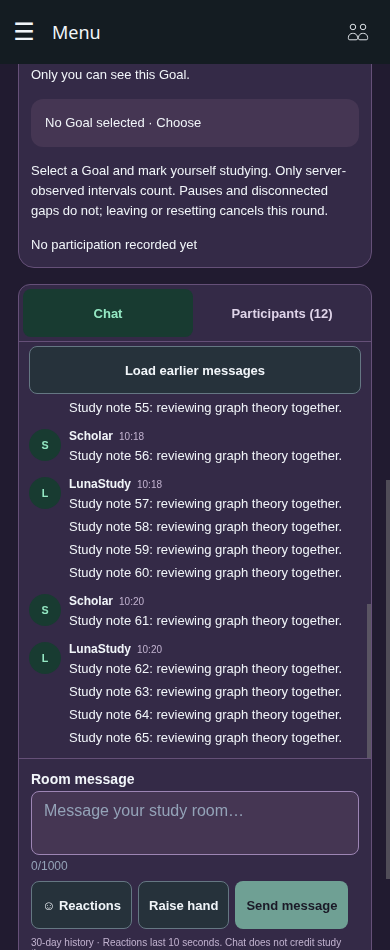 Menu
Only you can see this Goal.
No Goal selected · Choose
Select a Goal and mark yourself studying. Only server-
observed intervals count. Pauses and disconnected
gaps do not; leaving or resetting cancels this round.
No participation recorded yet
Chat
Participants (12)
Load earlier messages
Study note 55: reviewing graph theory together.
S
Scholar 10:18
Study note 56: reviewing graph theory together.
L
LunaStudy 10:18
Study note 57: reviewing graph theory together.
Study note 58: reviewing graph theory together.
Study note 59: reviewing graph theory together.
Study note 60: reviewing graph theory together.
S
Scholar 10:20
Study note 61: reviewing graph theory together.
L
LunaStudy 10:20
Study note 62: reviewing graph theory together.
Study note 63: reviewing graph theory together.
Study note 64: reviewing graph theory together.
Study note 65: reviewing graph theory together.
Room message
Message your study room…
0/1000
☺ Reactions
Raise hand
Send message
30-day history · Reactions last 10 seconds. Chat does not credit study